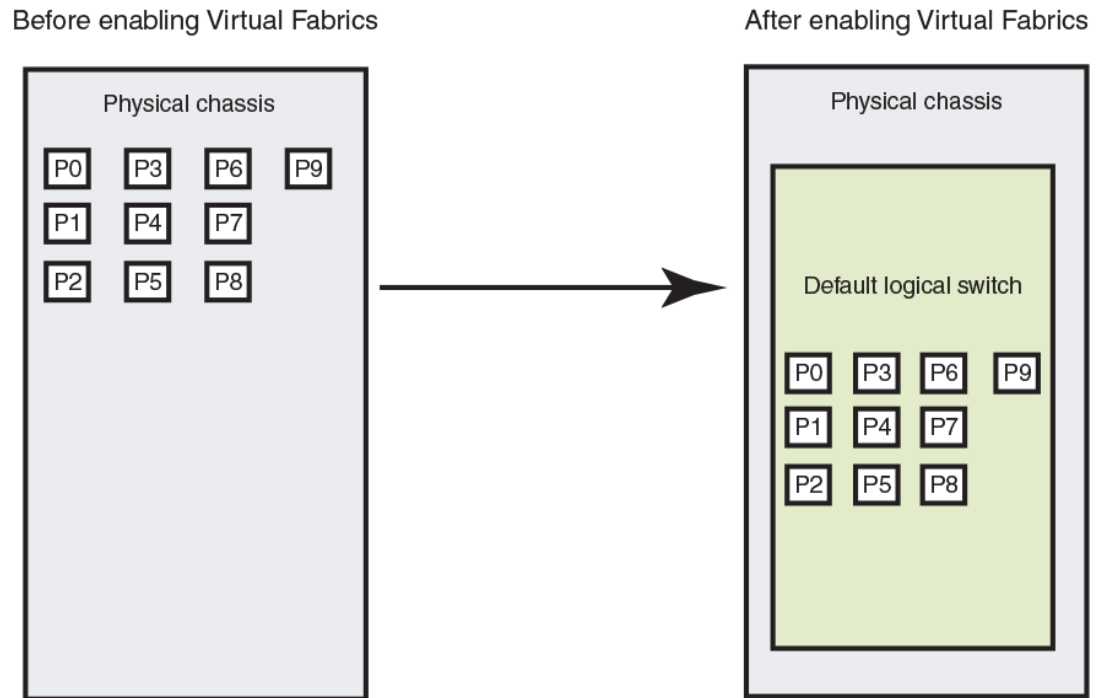 Before enabling Virtual Fabrics
Physical chassis
P0 P3 P6 P9
P1 P4 P7
P2 P5 P8
After enabling Virtual Fabrics
Physical chassis
Default logical switch
P0 P3 P6 P9
P1 P4 P7
P2 P5 P8